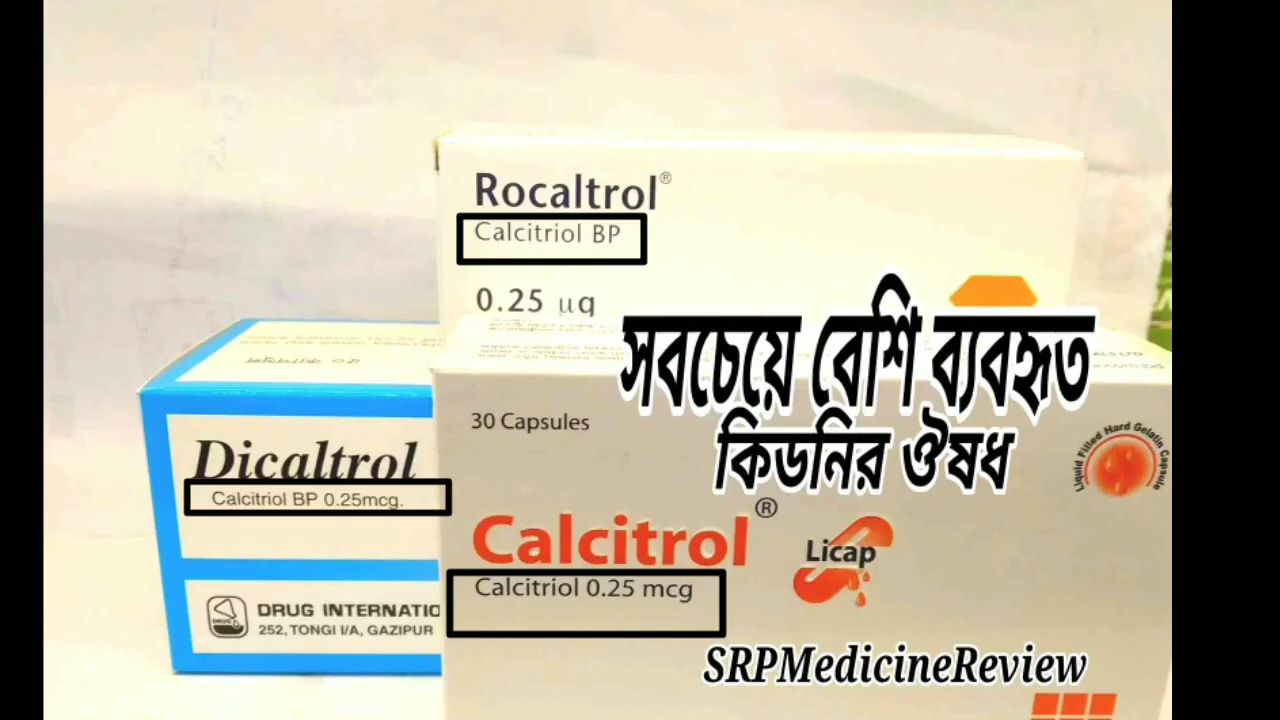 Rocaltrol®
Calcitriol BP
0.25 µg
সবচেয়ে বেশি ব্যবহৃত
কিডনির ঔষধ
30 Capsules
Liquid Filled Hard Gelatin Capsule
Dicaltrol
Calcitriol BP 0.25mcg.
Calcitrol®
Licap
Calcitriol 0.25 mcg
DRUG INTERNATIO
252, TONGI I/A, GAZIPUR
SRPMedicineReview